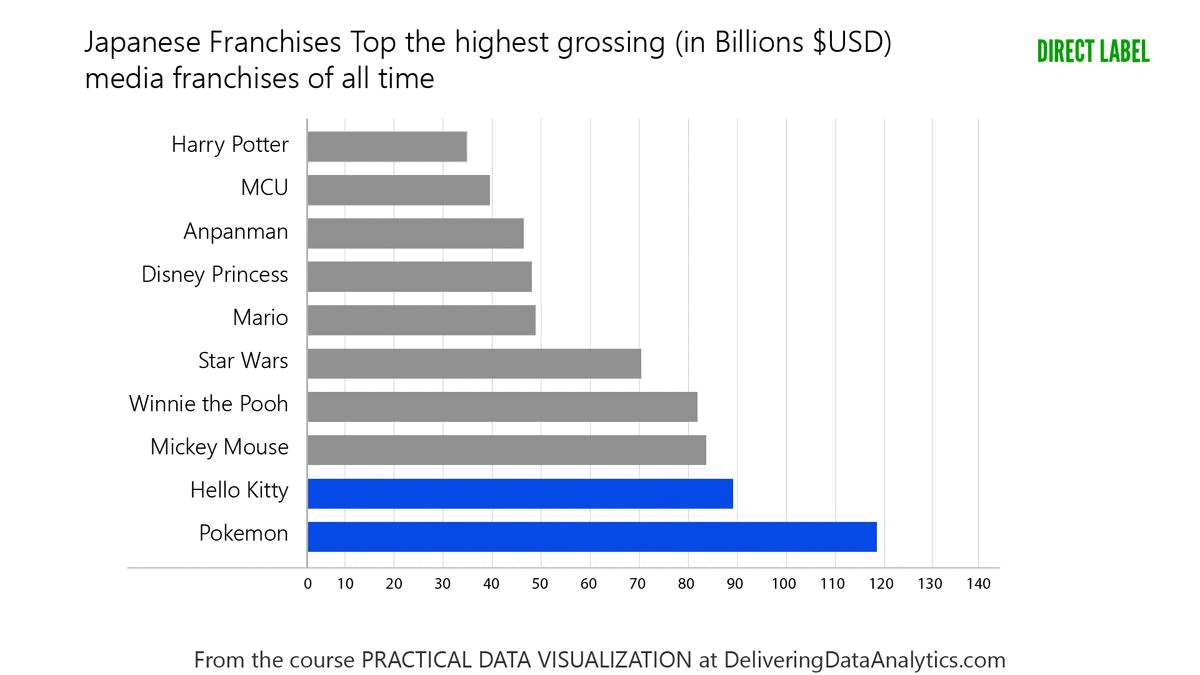 Japanese Franchises Top the highest grossing (in Billions $USD)
media franchises of all time
DIRECT LABEL
Harry Potter
MCU
Anpanman
Disney Princess
Mario
Star Wars
Winnie the Pooh
Mickey Mouse
Hello Kitty
Pokemon
0 10 20 30 40 50 60 70 80 90 100 110 120 130 140
From the course PRACTICAL DATA VISUALIZATION at DeliveringDataAnalytics.com